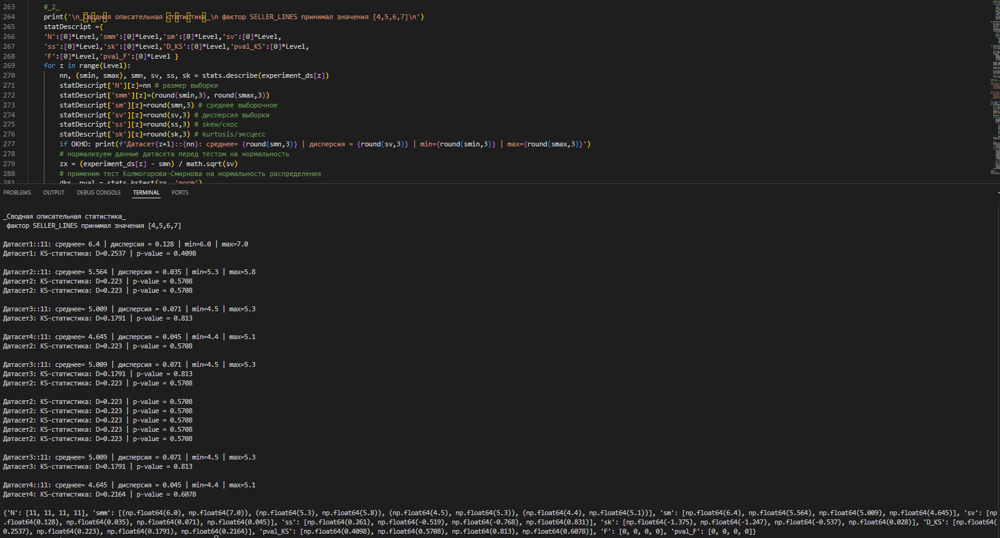 263 #_2_
264 print('\n_Сводная описательная статистика_\n фактор SELLER_LINES принимал значения [4,5,6,7]\n')
265 statDescript ={
266 'N':[0]*Level,'smm':[0]*Level,'sm':[0]*Level,'sv':[0]*Level,
267 'ss':[0]*Level,'sk':[0]*Level,'D_KS':[0]*Level,'pval_KS':[0]*Level,
268 'F':[0]*Level,'pval_F':[0]*Level }
269 for z in range(Level):
270 nn, (smin, smax), smn, sv, ss, sk = stats.describe(experiment_ds[z])
271 statDescript['N'][z]=nn # размер выборки
272 statDescript['smm'][z]=(round(smin,3), round(smax,3))
273 statDescript['sm'][z]=round(smn,3) # среднее выборочное
274 statDescript['sv'][z]=round(sv,3) # дисперсия выборки
275 statDescript['ss'][z]=round(ss,3) # skew/скос
276 statDescript['sk'][z]=round(sk,3) # kurtosis/эксцесс
277 if ОКНО: print(f'Датасет{z+1}::{nn}: среднее= {round(smn,3)} | дисперсия = {round(sv,3)} | min={round(smin,3)} | max={round(smax,3)}')
278 # нормализуем данные датасета перед тестом на нормальность
279 zx = (experiment_ds[z] - smn) / math.sqrt(sv)
280 # применим тест Колмогорова-Смирнова на нормальность распределения
281 dks, pval = stats.kstest(zx, 'norm')
PROBLEMS OUTPUT DEBUG CONSOLE TERMINAL PORTS
_Сводная описательная статистика_
фактор SELLER_LINES принимал значения [4,5,6,7]
Датасет1::11: среднее= 6.4 | дисперсия = 0.128 | min=6.0 | max=7.0
Датасет1: KS-статистика: D=0.2537 | p-value = 0.4098
Датасет2::11: среднее= 5.564 | дисперсия = 0.035 | min=5.3 | max=5.8
Датасет2: KS-статистика: D=0.223 | p-value = 0.5708
Датасет2: KS-статистика: D=0.223 | p-value = 0.5708
Датасет3::11: среднее= 5.009 | дисперсия = 0.071 | min=4.5 | max=5.3
Датасет3: KS-статистика: D=0.1791 | p-value = 0.813
Датасет4::11: среднее= 4.645 | дисперсия = 0.045 | min=4.4 | max=5.1
Датасет2: KS-статистика: D=0.223 | p-value = 0.5708
Датасет3::11: среднее= 5.009 | дисперсия = 0.071 | min=4.5 | max=5.3
Датасет3: KS-статистика: D=0.1791 | p-value = 0.813
Датасет2: KS-статистика: D=0.223 | p-value = 0.5708
Датасет2: KS-статистика: D=0.223 | p-value = 0.5708
Датасет2: KS-статистика: D=0.223 | p-value = 0.5708
Датасет2: KS-статистика: D=0.223 | p-value = 0.5708
Датасет2: KS-статистика: D=0.223 | p-value = 0.5708
Датасет2: KS-статистика: D=0.223 | p-value = 0.5708
Датасет3::11: среднее= 5.009 | дисперсия = 0.071 | min=4.5 | max=5.3
Датасет3: KS-статистика: D=0.1791 | p-value = 0.813
Датасет4::11: среднее= 4.645 | дисперсия = 0.045 | min=4.4 | max=5.1
Датасет4: KS-статистика: D=0.2164 | p-value = 0.6078
{'N': [11, 11, 11, 11], 'smm': [(np.float64(6.0), np.float64(7.0)), (np.float64(5.3), np.float64(5.8)), (np.float64(4.5), np.float64(5.3)), (np.float64(4.4), np.float64(5.1))], 'sm': [np.float64(6.4), np.float64(5.564), np.float64(5.009), np.float64(4.645)], 'sv': [np
.float64(0.128), np.float64(0.035), np.float64(0.071), np.float64(0.045)], 'ss': [np.float64(0.261), np.float64(-0.519), np.float64(-0.768), np.float64(0.831)], 'sk': [np.float64(-1.375), np.float64(-1.247), np.float64(-0.537), np.float64(0.028)], 'D_KS': [np.float64(
0.2537), np.float64(0.223), np.float64(0.1791), np.float64(0.2164)], 'pval_KS': [np.float64(0.4098), np.float64(0.5708), np.float64(0.813), np.float64(0.6078)], 'F': [0, 0, 0, 0], 'pval_F': [0, 0, 0, 0]}